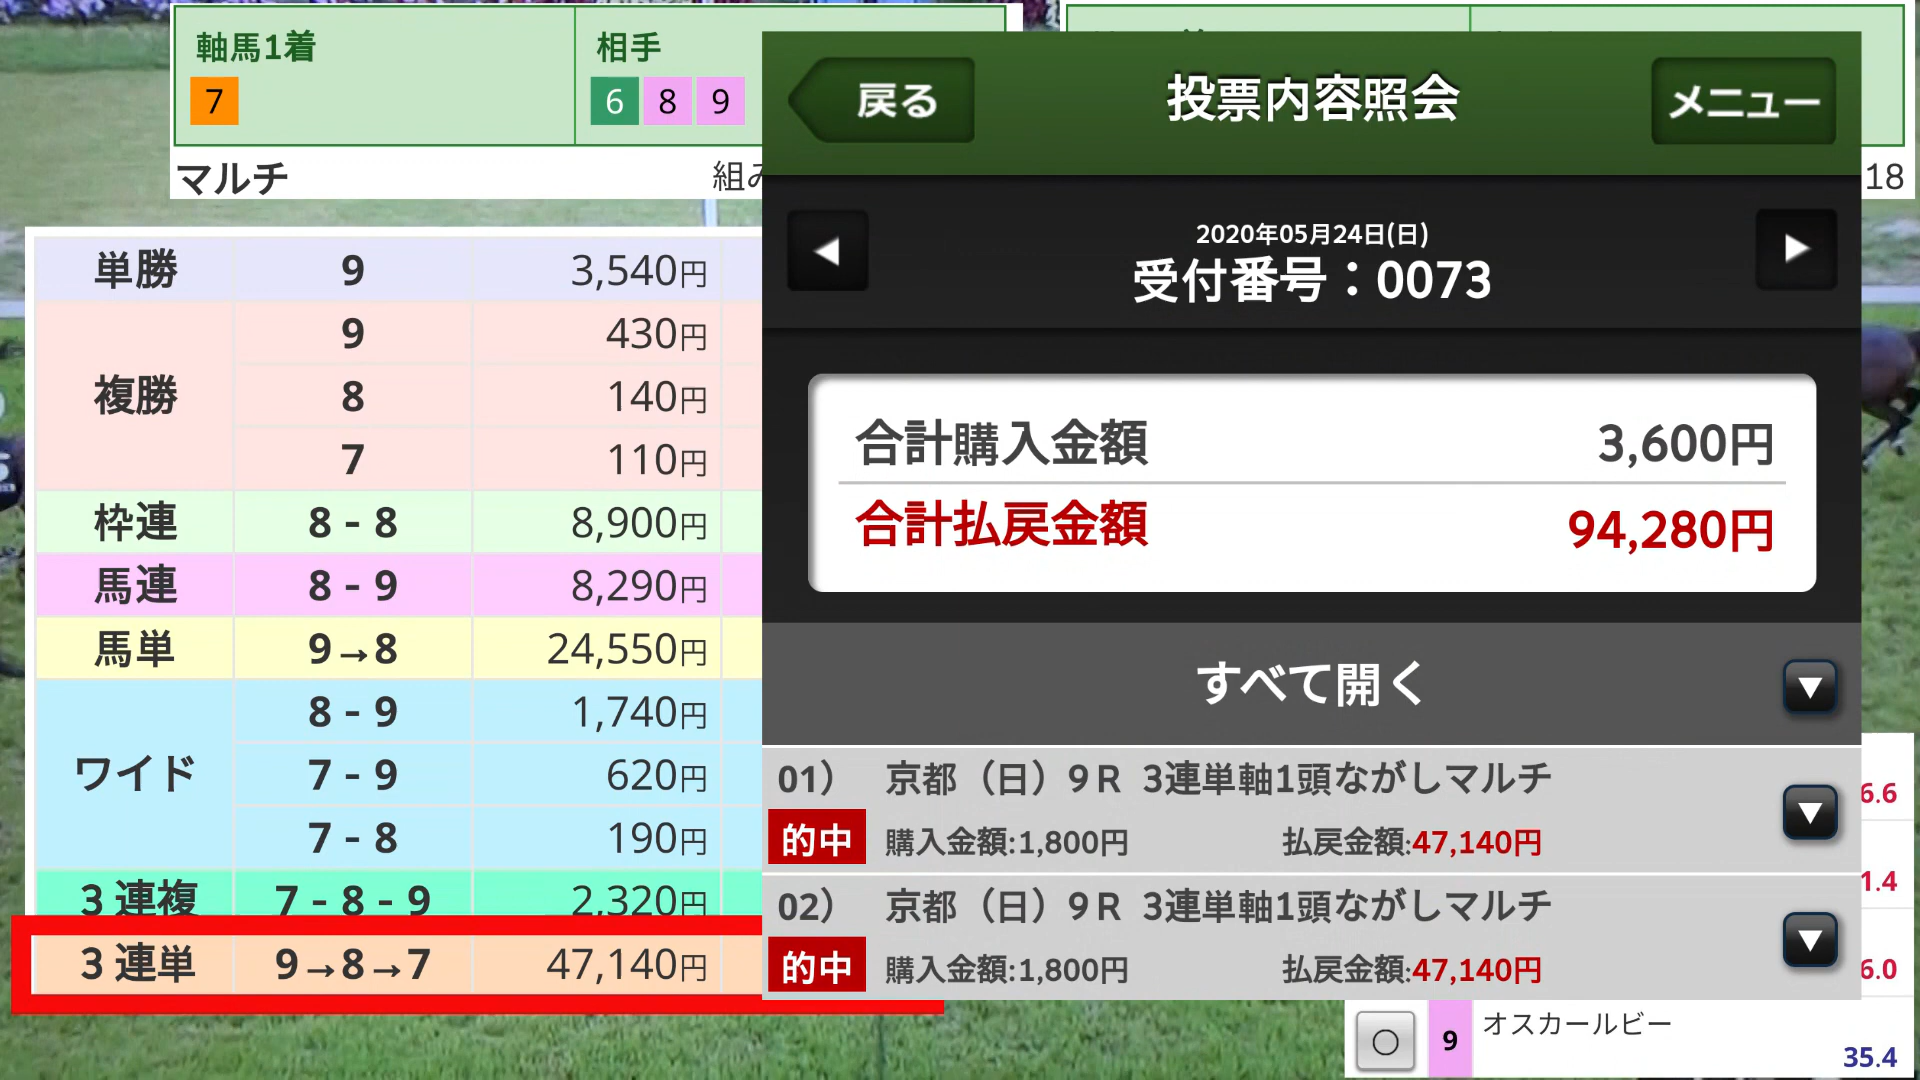 軸馬1着
相手
7
6 8 9
マルチ
組み
18
単勝 9 3,540円
複勝 9 430円
8 140円
7 110円
枠連 8 - 8 8,900円
馬連 8 - 9 8,290円
馬単 9→8 24,550円
ワイド 8 - 9 1,740円
7 - 9 620円
7 - 8 190円
3連複 7 - 8 - 9 2,320円
3連単 9→8→7 47,140円
戻る
投票内容照会
メニュー
2020年05月24日(日)
受付番号：0073
合計購入金額 3,600円
合計払戻金額 94,280円
すべて開く
01） 京都（日）9R 3連単軸1頭ながしマルチ
的中 購入金額:1,800円 払戻金額:47,140円
02） 京都（日）9R 3連単軸1頭ながしマルチ
的中 購入金額:1,800円 払戻金額:47,140円
6.6
1.4
6.0
9 オスカールビー
35.4